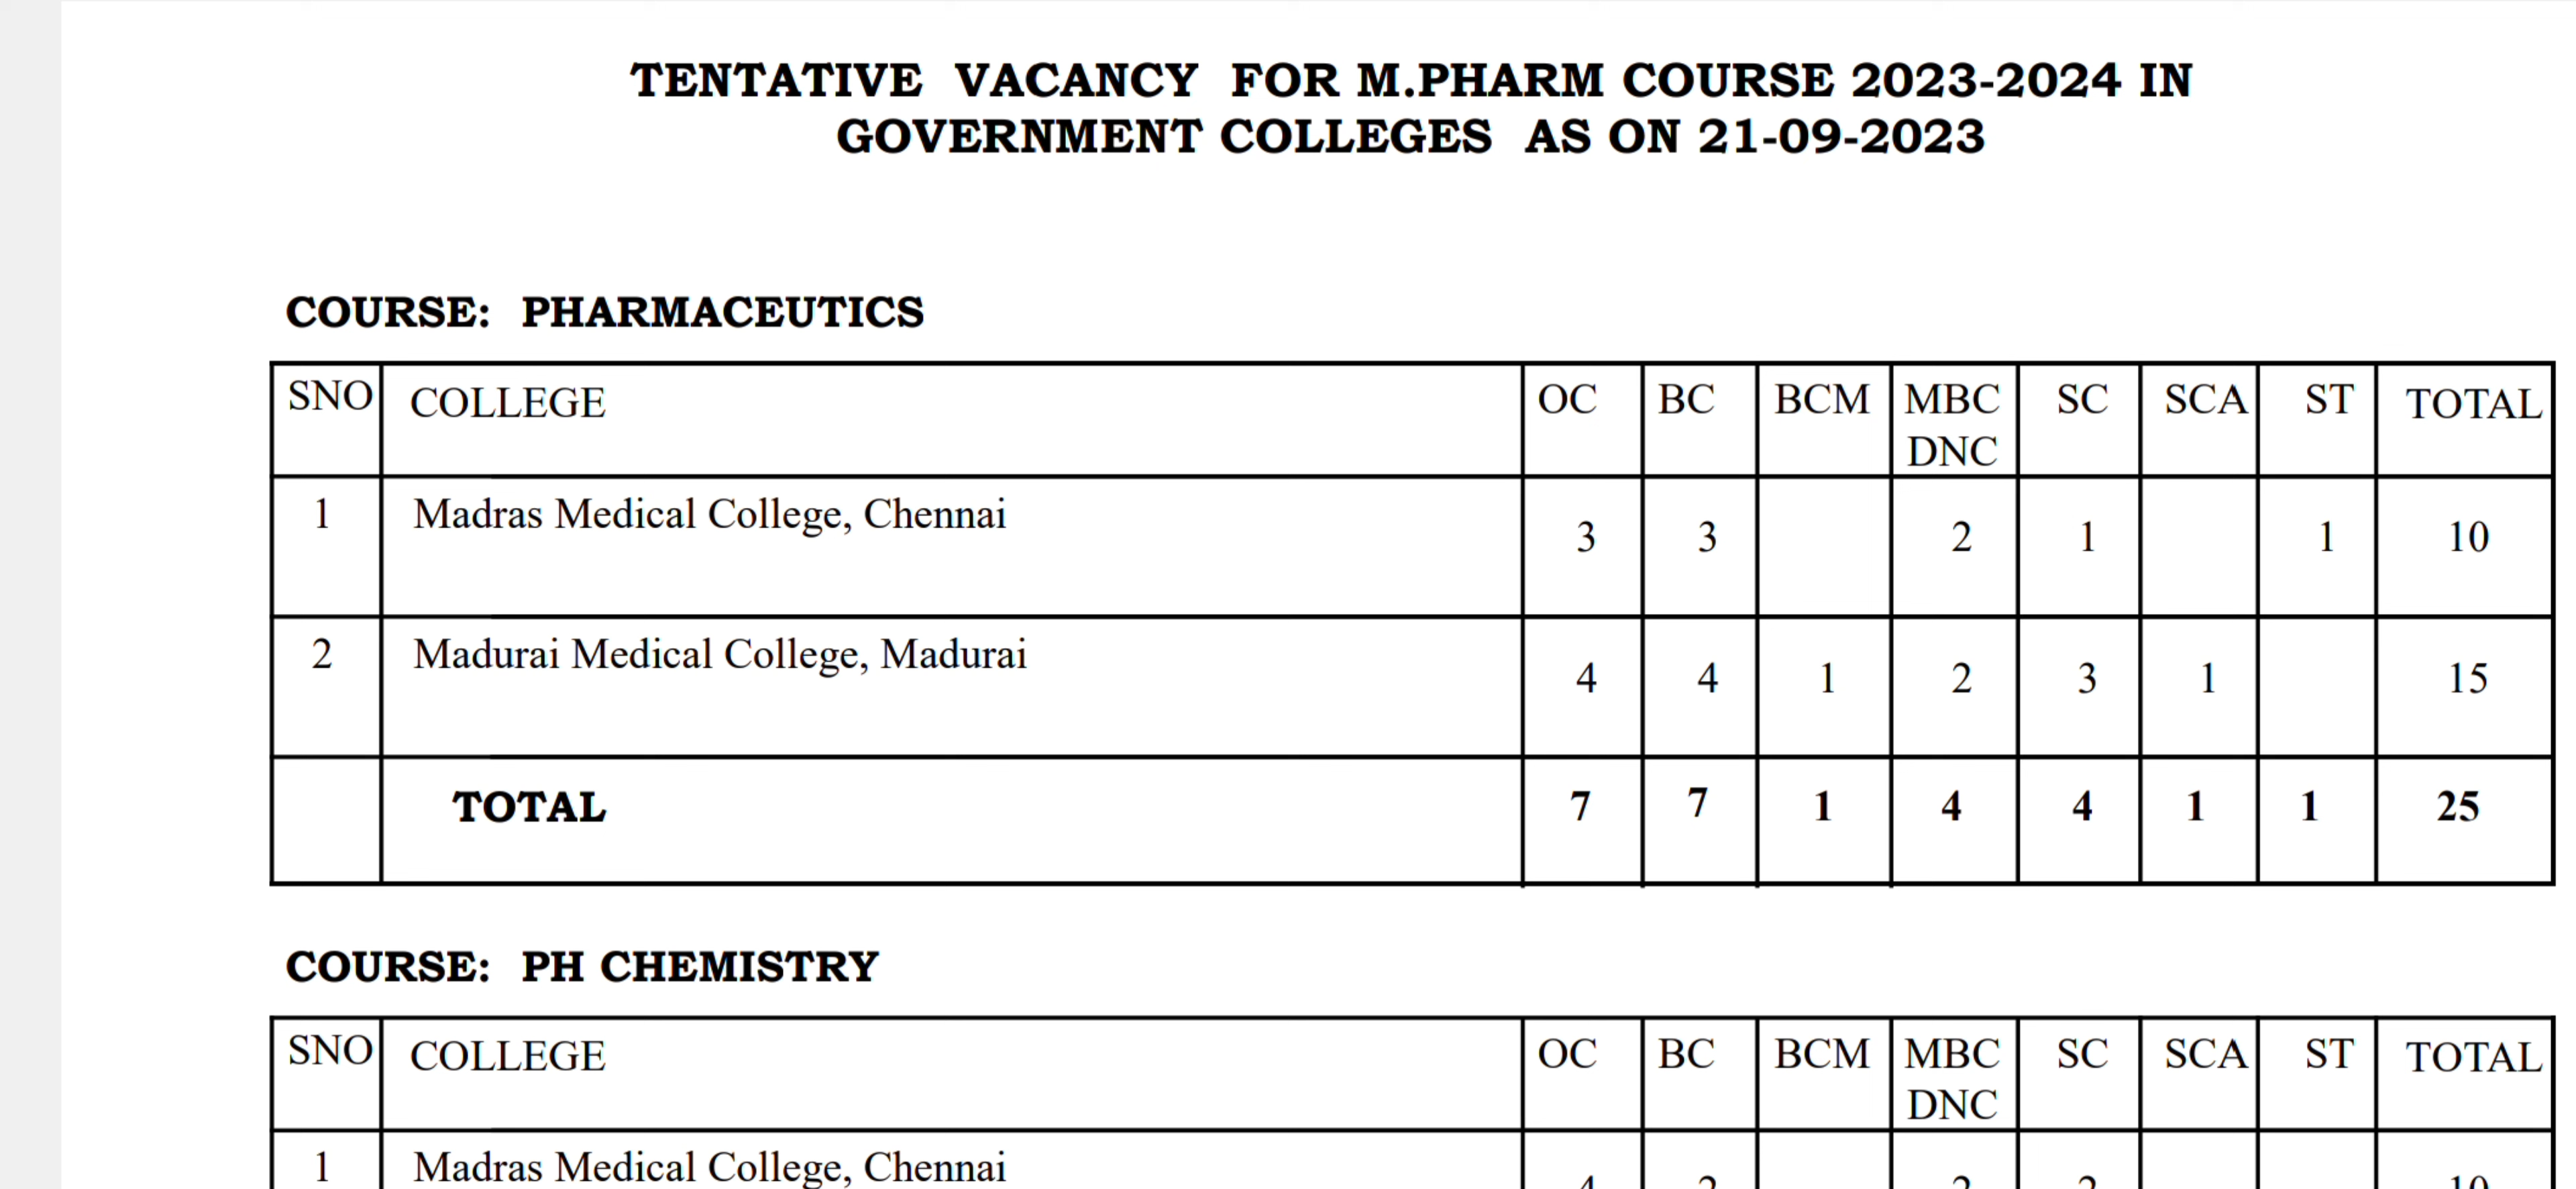 TENTATIVE VACANCY FOR M.PHARM COURSE 2023-2024 IN
GOVERNMENT COLLEGES AS ON 21-09-2023
COURSE: PHARMACEUTICS
SNO COLLEGE OC BC BCM MBC DNC SC SCA ST TOTAL
1 Madras Medical College, Chennai 3 3 2 1 1 10
2 Madurai Medical College, Madurai 4 4 1 2 3 1 15
TOTAL 7 7 1 4 4 1 1 25
COURSE: PH CHEMISTRY
SNO COLLEGE OC BC BCM MBC DNC SC SCA ST TOTAL
1 Madras Medical College, Chennai 4 10